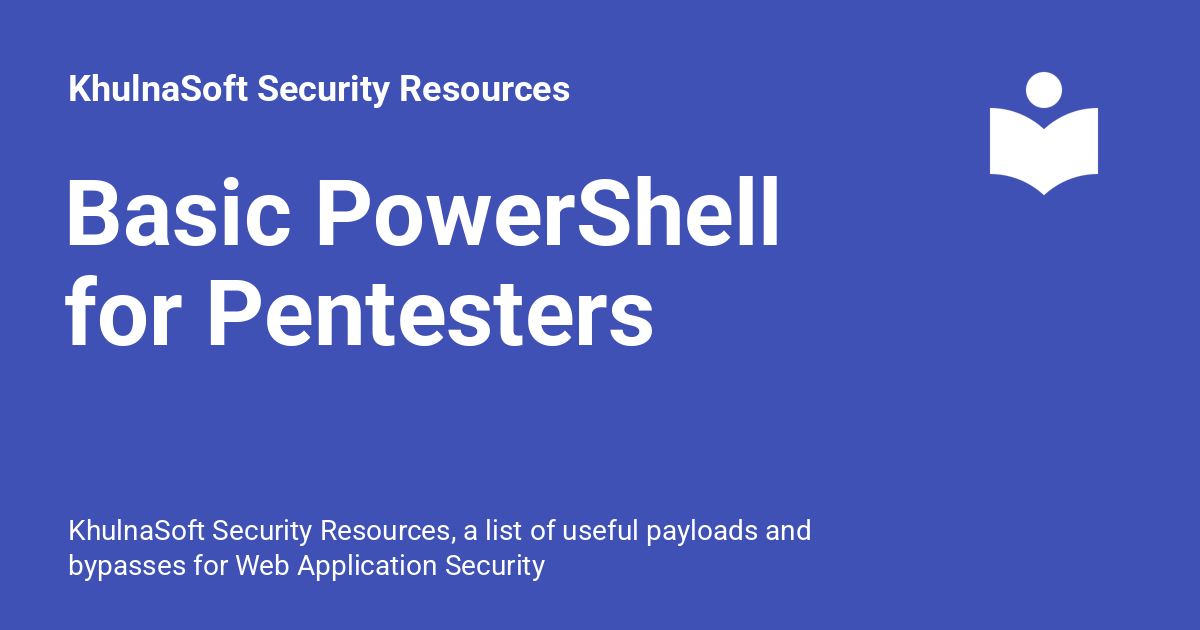 KhulnaSoft Security Resources
Basic PowerShell
for Pentesters
KhulnaSoft Security Resources, a list of useful payloads and
bypasses for Web Application Security